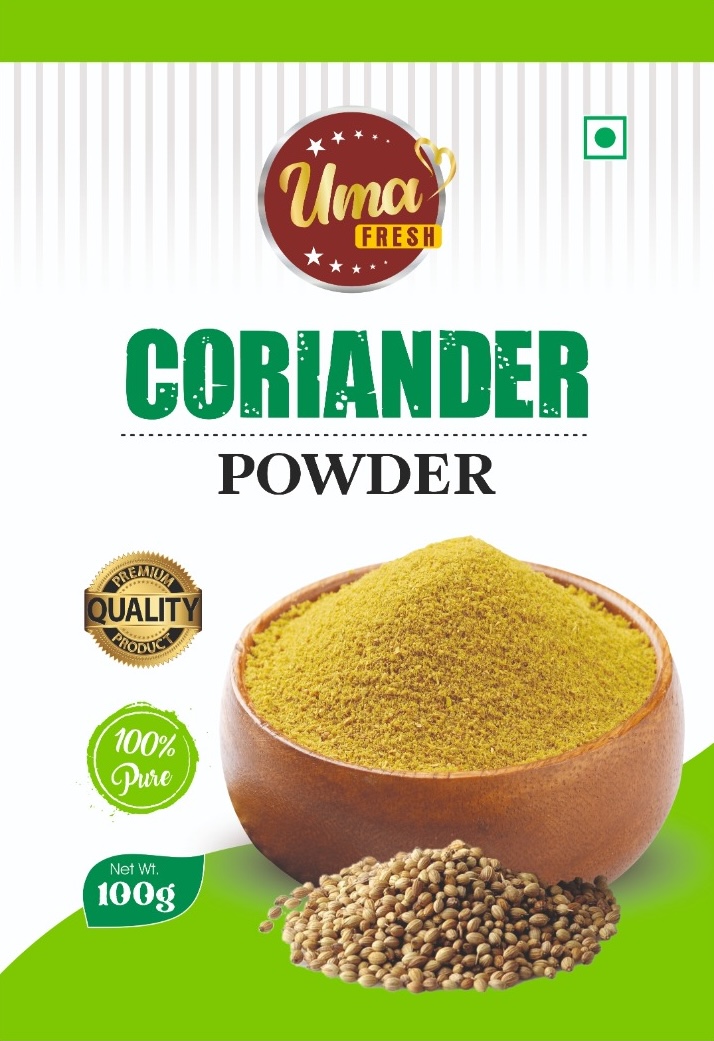 Uma
FRESH
CORIANDER
POWDER
PREMIUM
QUALITY
PRODUCT
100%
Pure
Net Wt.
100g